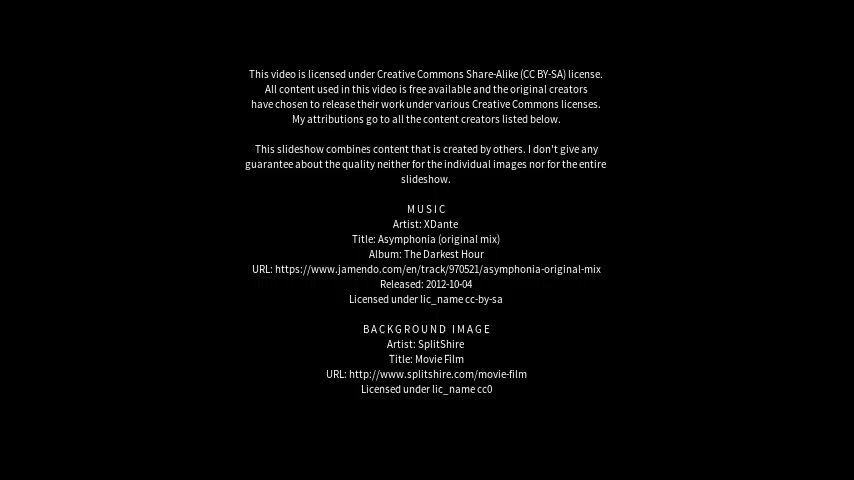 This video is licensed under Creative Commons Share-Alike (CC BY-SA) license.
All content used in this video is free available and the original creators
have chosen to release their work under various Creative Commons licenses.
My attributions go to all the content creators listed below.
This slideshow combines content that is created by others. I don't give any
guarantee about the quality neither for the individual images nor for the entire
slideshow.
MUSIC
Artist: XDante
Title: Asymphonia (original mix)
Album: The Darkest Hour
URL: https://www.jamendo.com/en/track/970521/asymphonia-original-mix
Released: 2012-10-04
Licensed under lic_name cc-by-sa
BACKGROUND IMAGE
Artist: SplitShire
Title: Movie Film
URL: http://www.splitshire.com/movie-film
Licensed under lic_name cc0